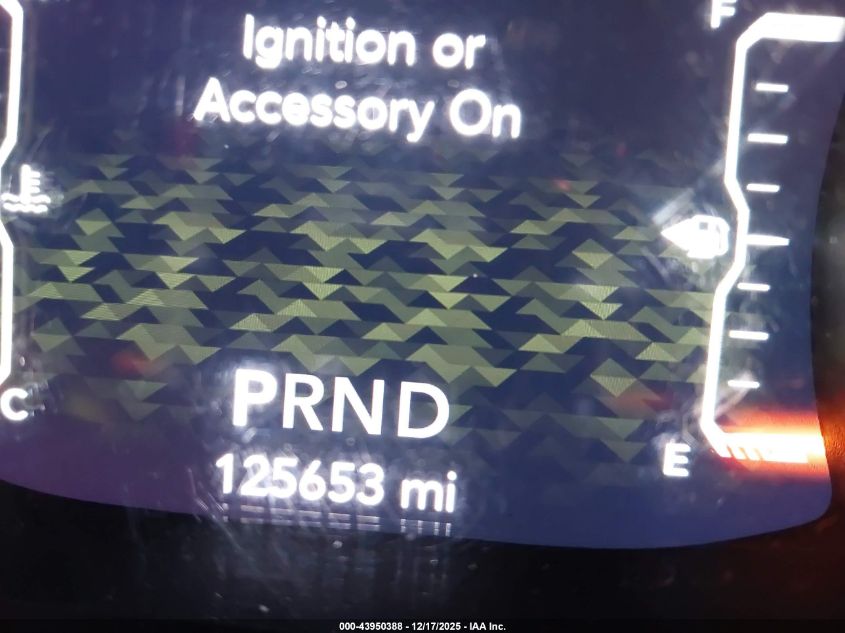 Ignition or
Accessory On
F
PRND
C
E
125653 mi
000-43950388 - 12/17/2025 - IAA Inc.